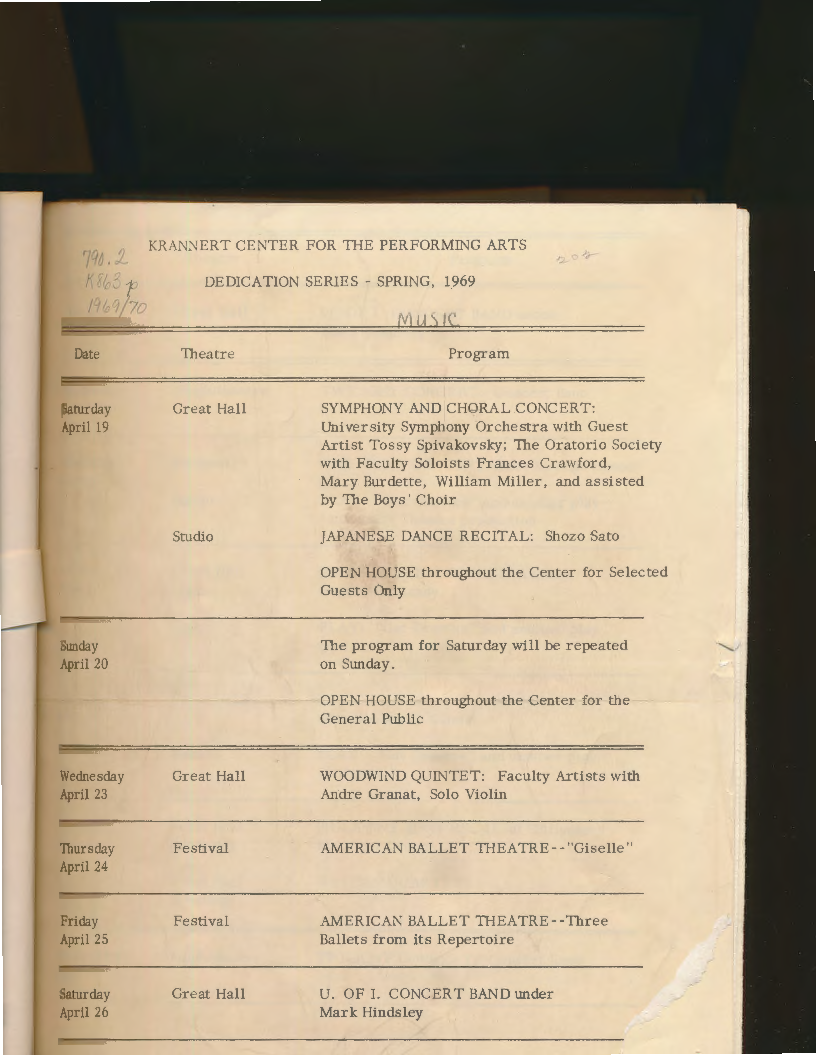 KRANNERT CENTER FOR THE PERFORMING ARTS
790.2
K863p
1969/70
202
DEDICATION SERIES - SPRING, 1969
MUSIC
Date Theatre Program
Saturday Great Hall SYMPHONY AND CHORAL CONCERT:
April 19 University Symphony Orchestra with Guest
Artist Tossy Spivakovsky; The Oratorio Society
with Faculty Soloists Frances Crawford,
Mary Burdette, William Miller, and assisted
by The Boys' Choir
Studio JAPANESE DANCE RECITAL: Shozo Sato
OPEN HOUSE throughout the Center for Selected
Guests Only
Sunday The program for Saturday will be repeated
April 20 on Sunday.
OPEN HOUSE throughout the Center for the
General Public
Wednesday Great Hall WOODWIND QUINTET: Faculty Artists with
April 23 Andre Granat, Solo Violin
Thursday Festival AMERICAN BALLET THEATRE--"Giselle"
April 24
Friday Festival AMERICAN BALLET THEATRE--Three
April 25 Ballets from its Repertoire
Saturday Great Hall U. OF I. CONCERT BAND under
April 26 Mark Hindsley